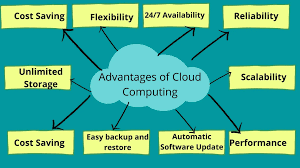 Cost Saving
Flexibility
24/7 Availability
Reliability
Unlimited
Storage
Advantages of Cloud
Computing
Scalability
Cost Saving
Easy backup and
restore
Automatic
Software Update
Performance